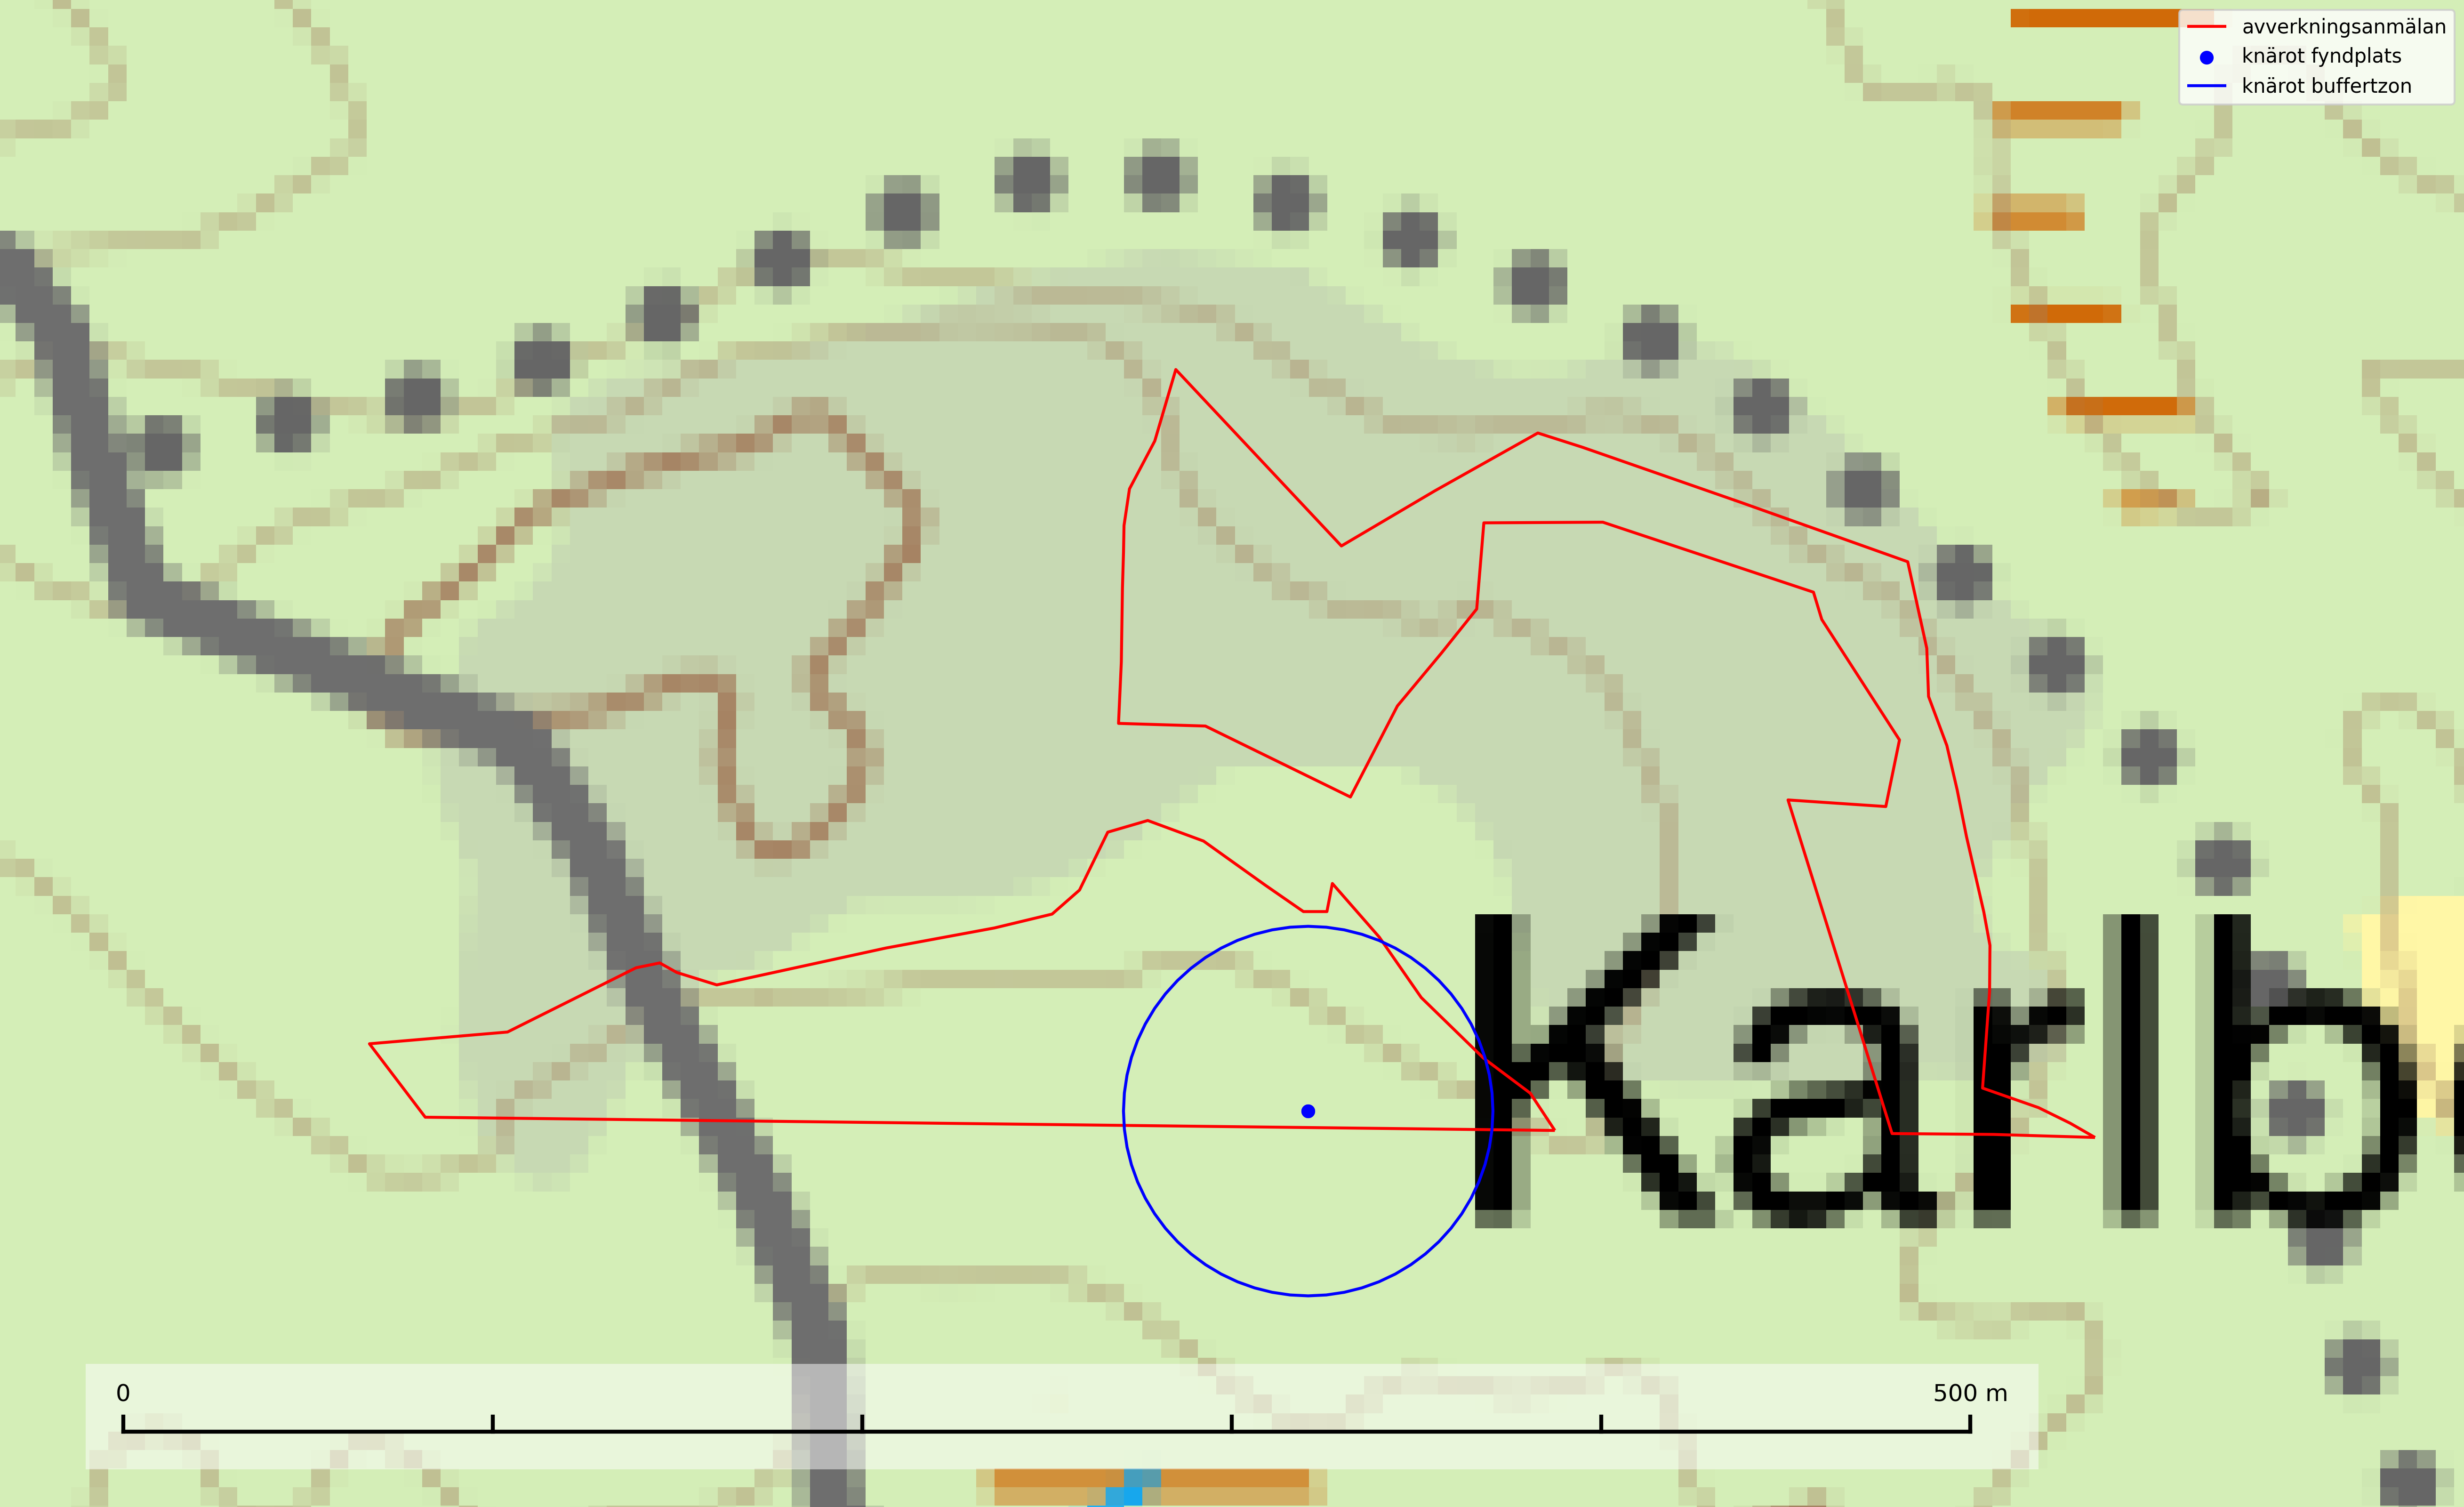 avverkningsanmälan
knärot fyndplats
knärot buffertzon
Karlb
0 500 m